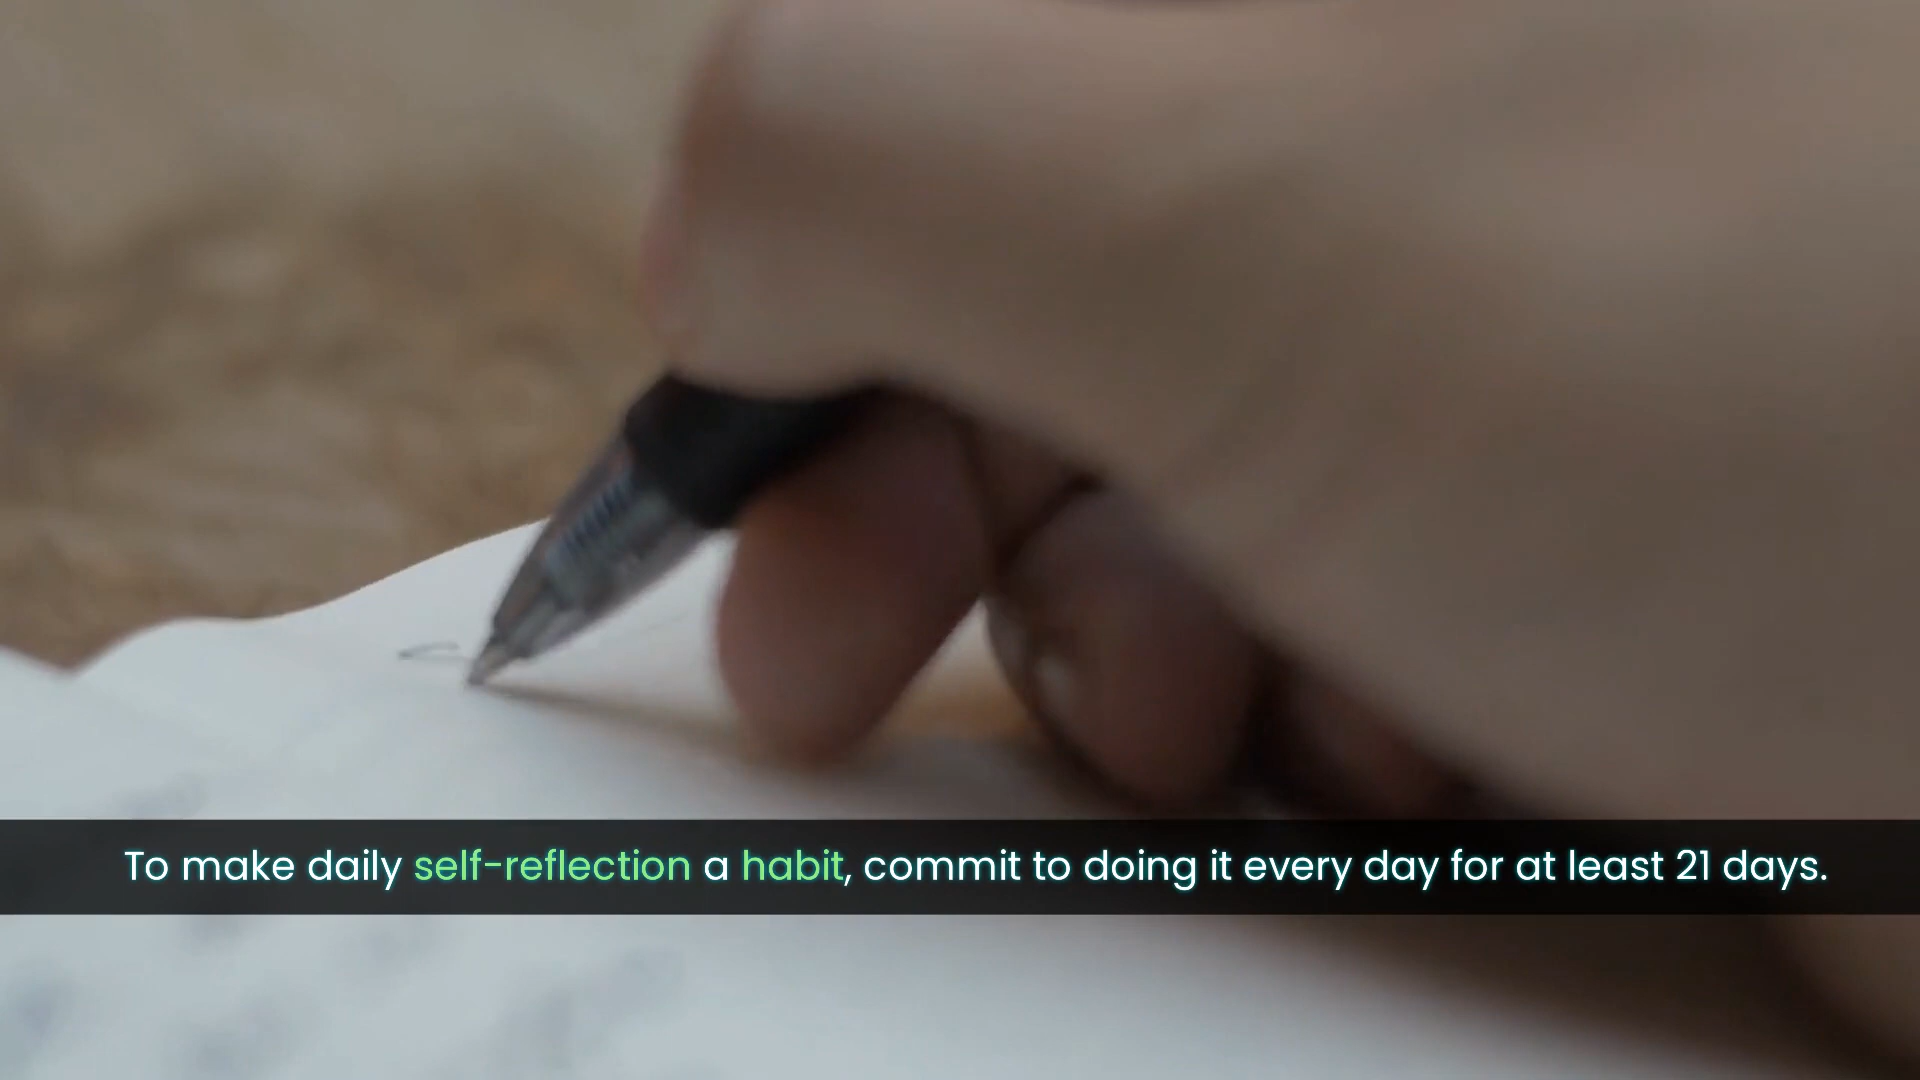 To make daily self-reflection a habit, commit to doing it every day for at least 21 days.